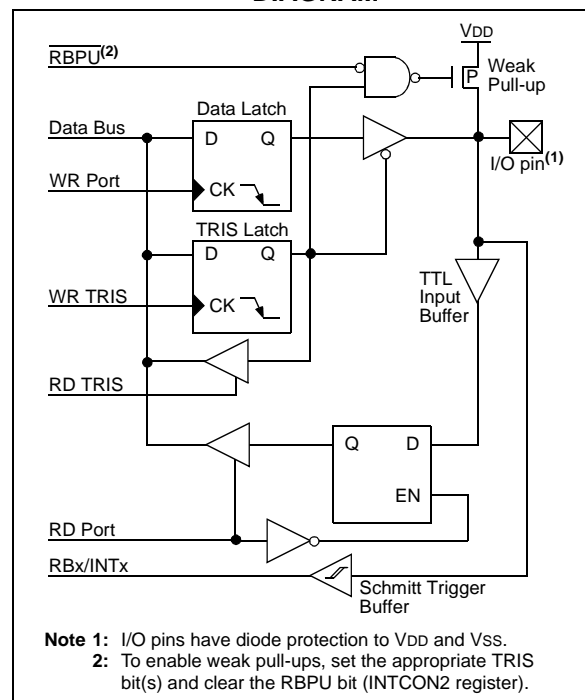 RBPU(2)
VDD
P
Weak
Pull-up
Data Latch
Data Bus
D
Q
I/O pin(1)
WR Port
CK
TRIS Latch
D
Q
TTL
Input
Buffer
WR TRIS
CK
RD TRIS
Q
D
EN
RD Port
RBx/INTx
Schmitt Trigger
Buffer
Note 1: I/O pins have diode protection to VDD and VSS.
2: To enable weak pull-ups, set the appropriate TRIS
bit(s) and clear the RBPU bit (INTCON2 register).